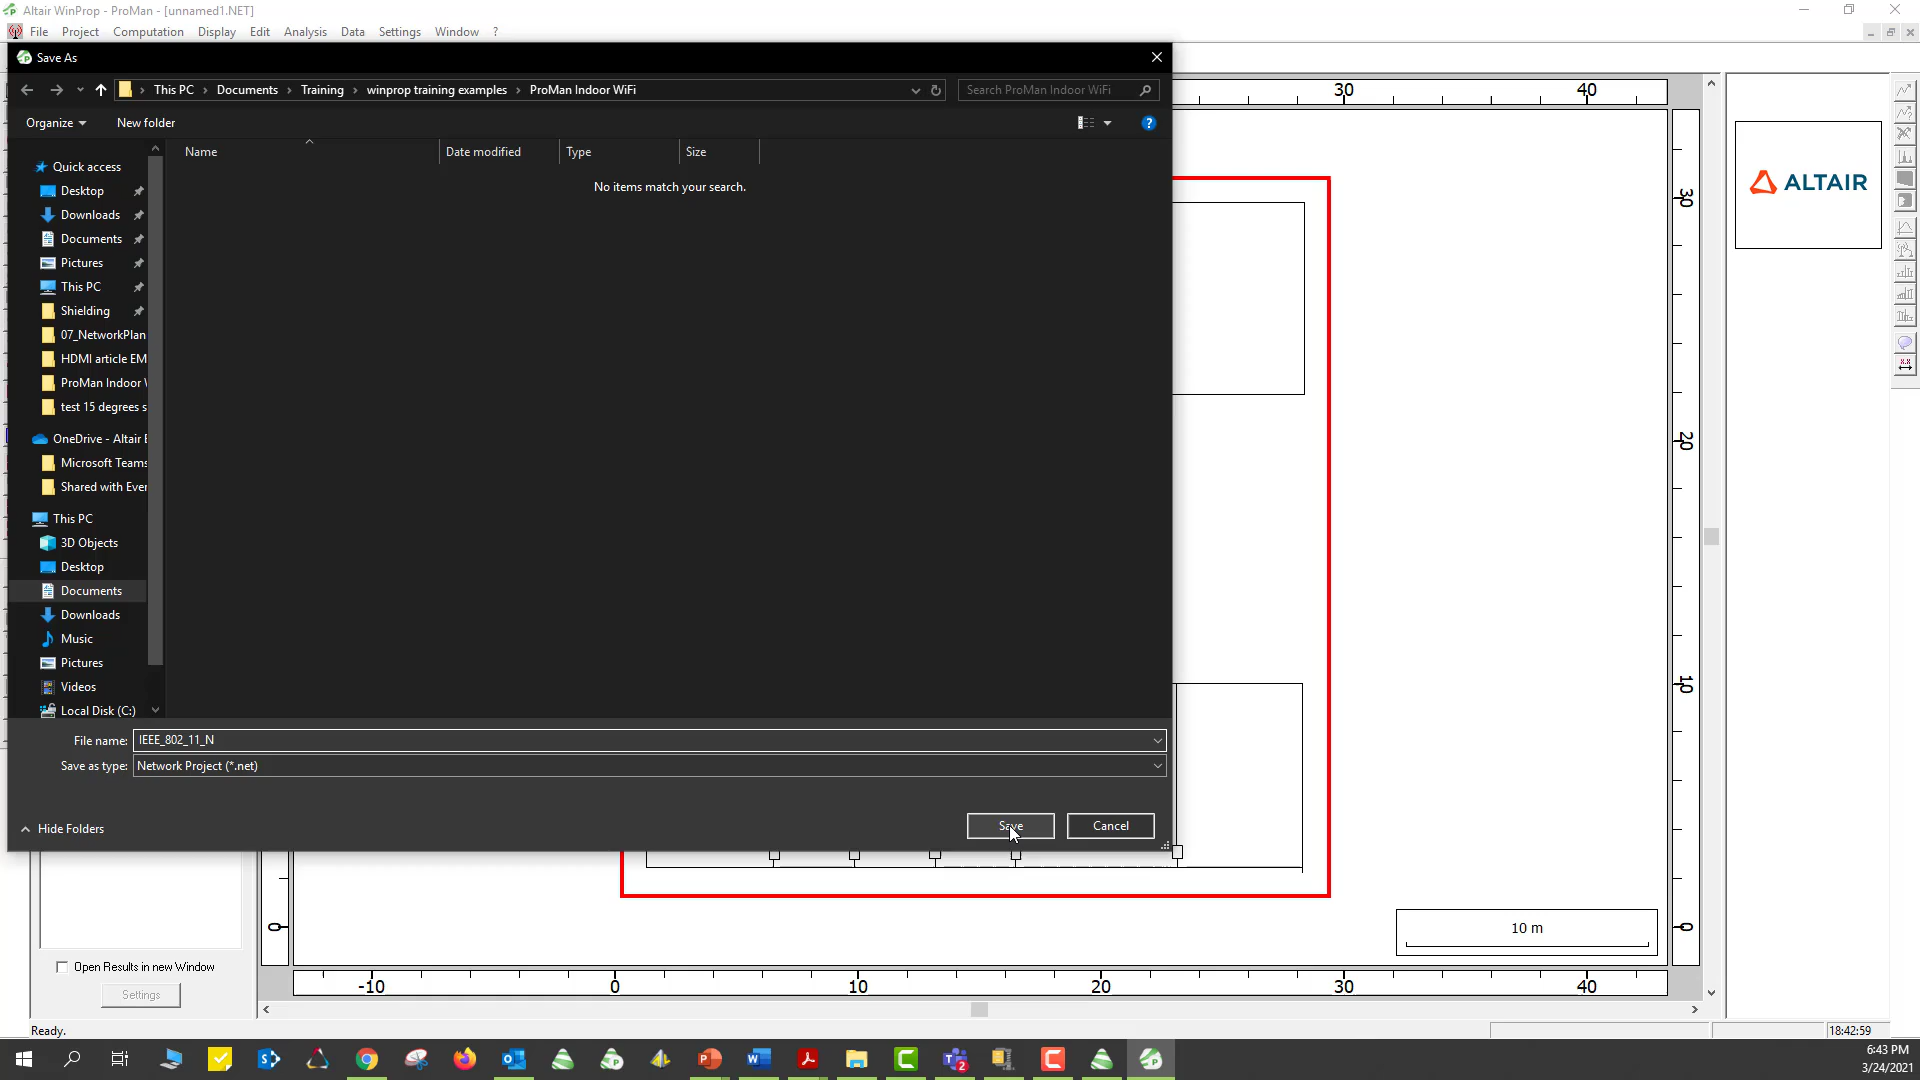 Altair WinProp - ProMan - [unnamed1.NET]
File Project Computation Display Edit Analysis Data Settings Window ?
Save As
This PC > Documents > Training > winprop training examples > ProMan Indoor WiFi
Search ProMan Indoor WiFi
Organize
New folder
Name
Date modified
Type
Size
No items match your search.
Quick access
Desktop
Downloads
Documents
Pictures
This PC
Shielding
07_NetworkPlan
HDMI article EM
ProMan Indoor W
test 15 degrees s
OneDrive - Altair E
Microsoft Teams
Shared with Ever
This PC
3D Objects
Desktop
Documents
Downloads
Music
Pictures
Videos
Local Disk (C:)
File name: IEEE_802_11_N
Save as type: Network Project (*.net)
Hide Folders
Save
Cancel
30
40
30
20
10
0
0
10 m
-10
0
10
20
30
40
ALTAIR
Open Results in new Window
Settings
Ready.
18:42:59
6:43 PM
3/24/2021